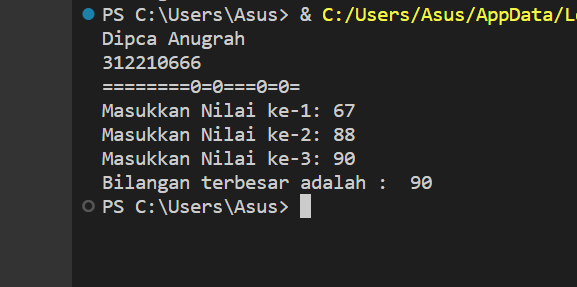 PS C:\Users\Asus> & C:/Users/Asus/AppData/
Dipca Anugrah
312210666
========0=0===0=0=
Masukkan Nilai ke-1: 67
Masukkan Nilai ke-2: 88
Masukkan Nilai ke-3: 90
Bilangan terbesar adalah :  90
PS C:\Users\Asus>